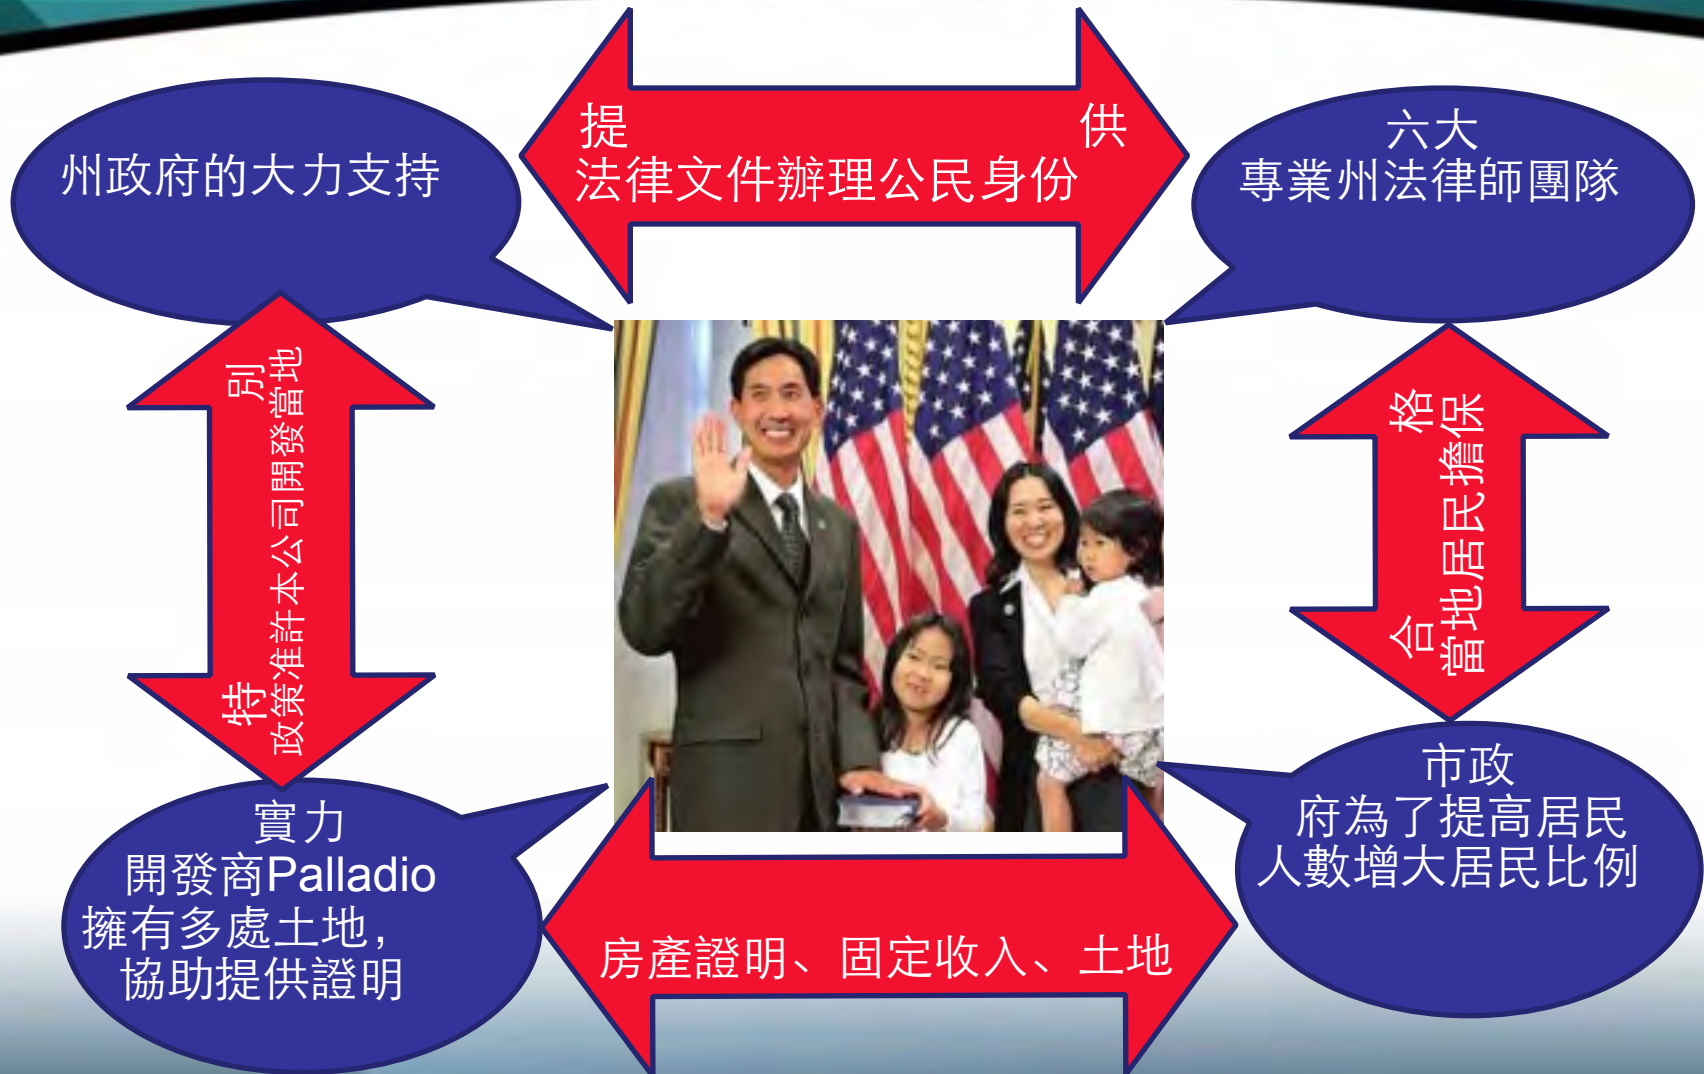 提 供
法律文件辦理公民身份
州政府的大力支持
六大
專業州法律師團隊
特 別
政策准許本公司開發當地
合 格
當地居民擔保
實力
開發商Palladio
擁有多處土地，
協助提供證明
市政
府為了提高居民
人數增大居民比例
房產證明、固定收入、土地